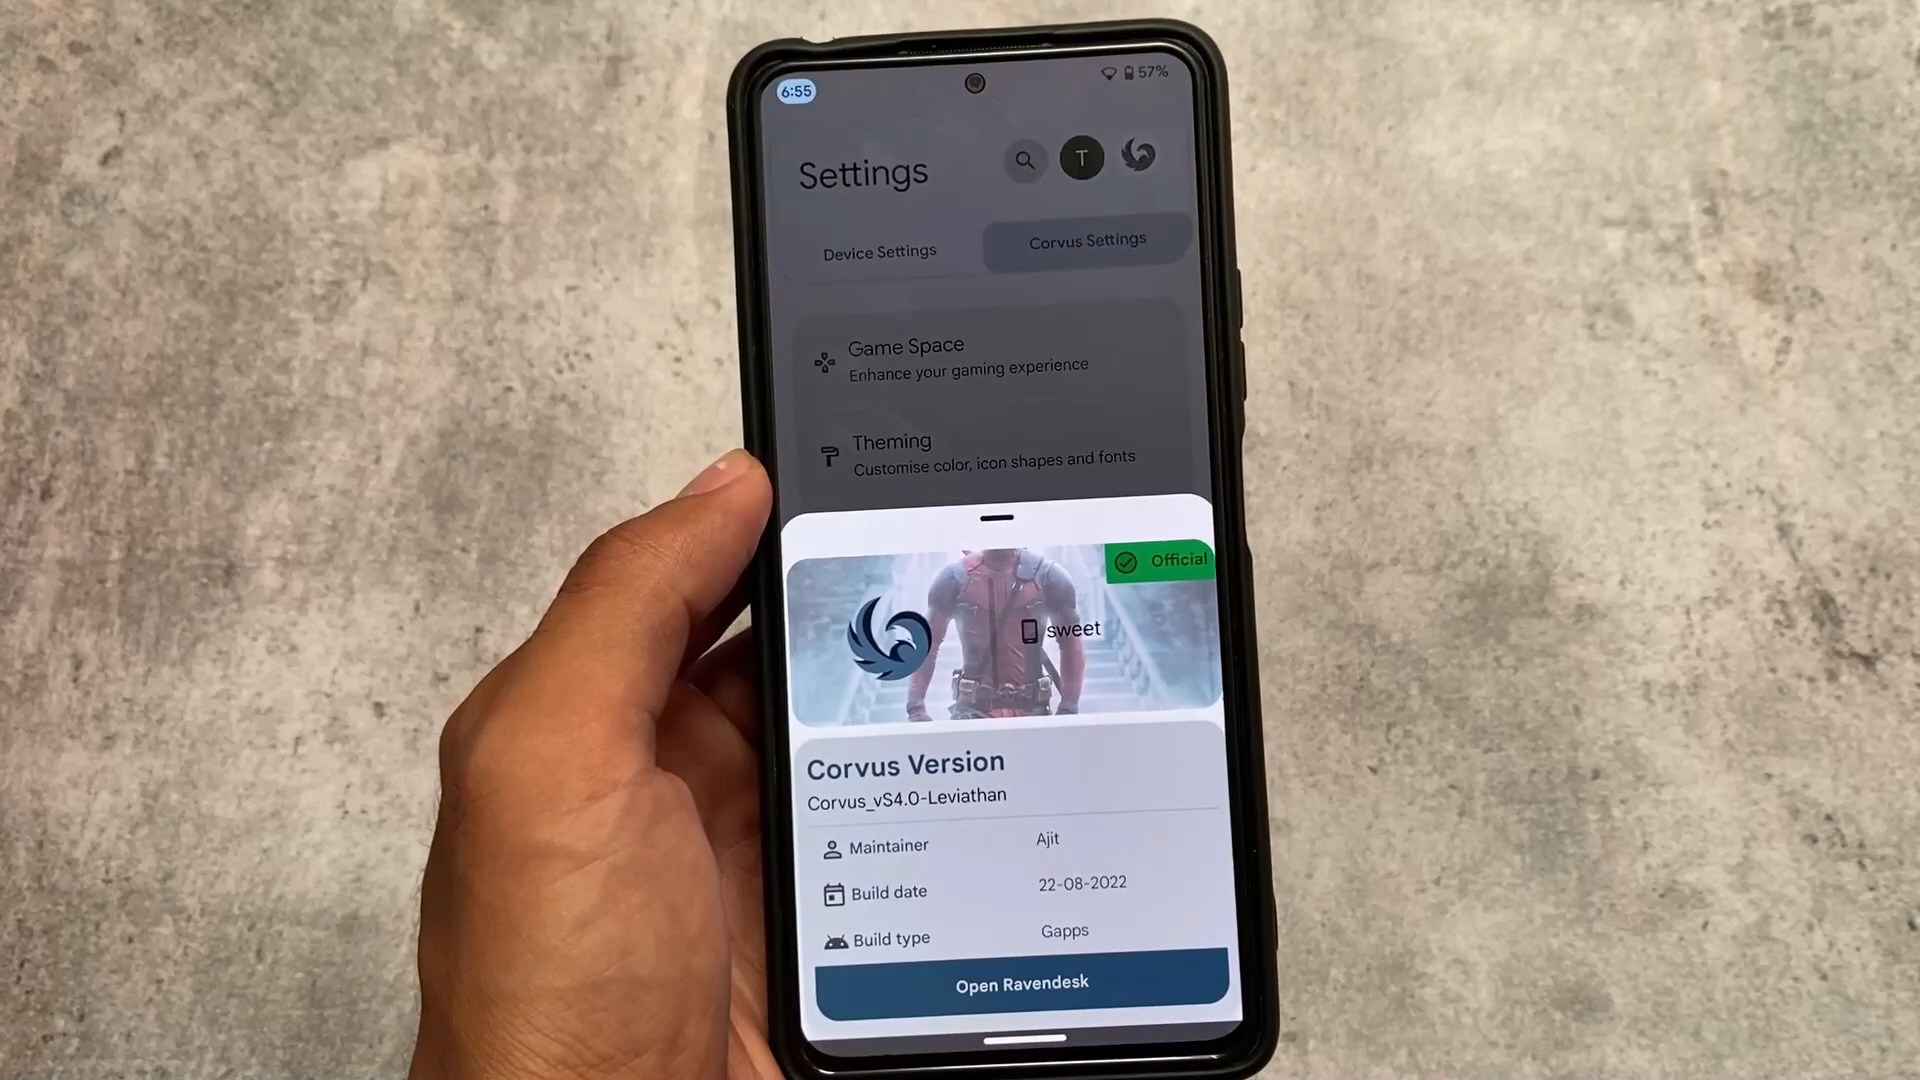 6:55
57%
Settings
T
Device Settings
Corvus Settings
Game Space
Enhance your gaming experience
Theming
Customise color, icon shapes and fonts
Official
sweet
Corvus Version
Corvus_vS4.0-Leviathan
Maintainer
Ajit
Build date
22-08-2022
Build type
Gapps
Open Ravendesk